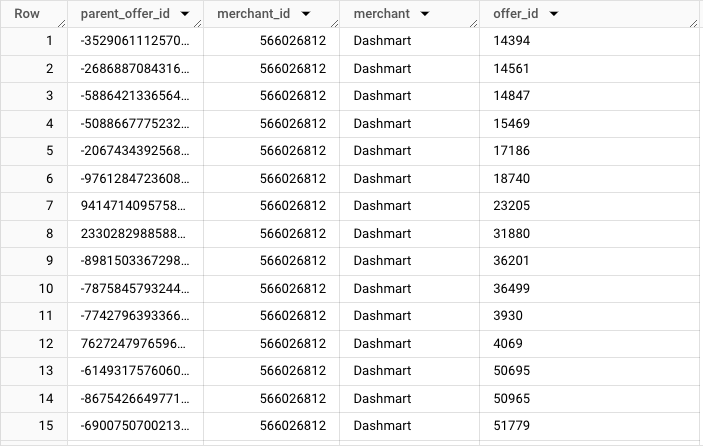 Row parent_offer_id merchant_id merchant offer_id
1 -3529061112570... 566026812 Dashmart 14394
2 -2686887084316... 566026812 Dashmart 14561
3 -5886421336564... 566026812 Dashmart 14847
4 -5088667775232... 566026812 Dashmart 15469
5 -2067434392568... 566026812 Dashmart 17186
6 -9761284723608... 566026812 Dashmart 18740
7 9414714095758... 566026812 Dashmart 23205
8 2330282988588... 566026812 Dashmart 31880
9 -8981503367298... 566026812 Dashmart 36201
10 -7875845793244... 566026812 Dashmart 36499
11 -7742796393366... 566026812 Dashmart 3930
12 7627247976596... 566026812 Dashmart 4069
13 -6149317576060... 566026812 Dashmart 50695
14 -8675426649771... 566026812 Dashmart 50965
15 -6900750700213... 566026812 Dashmart 51779